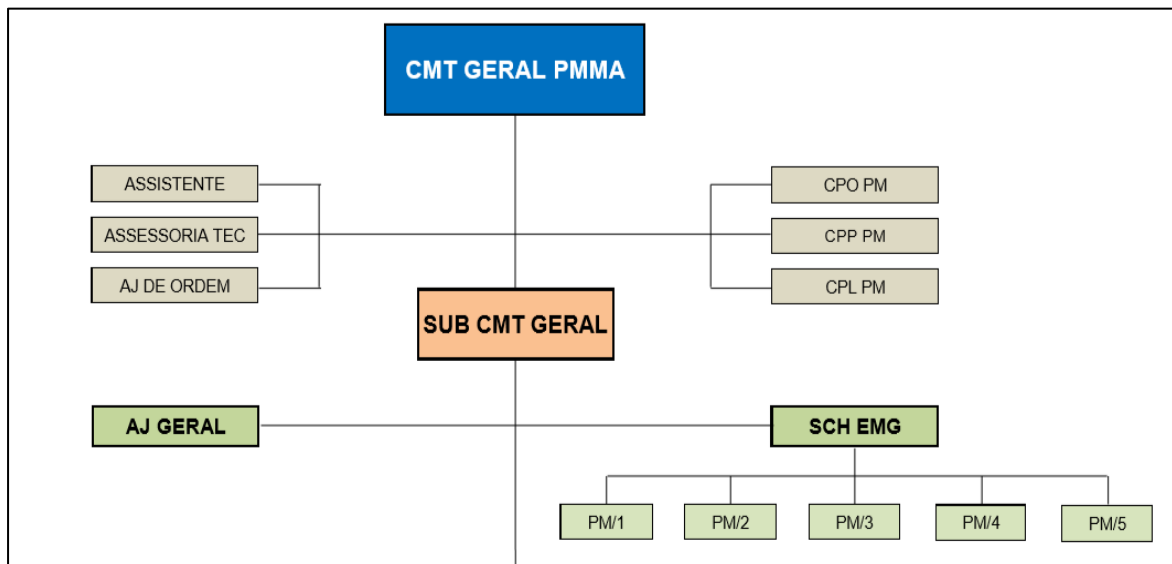 CMT GERAL PMMA
ASSISTENTE
CPO PM
ASSESSORIA TEC
CPP PM
AJ DE ORDEM
CPL PM
SUB CMT GERAL
AJ GERAL
SCH EMG
PM/1
PM/2
PM/3
PM/4
PM/5